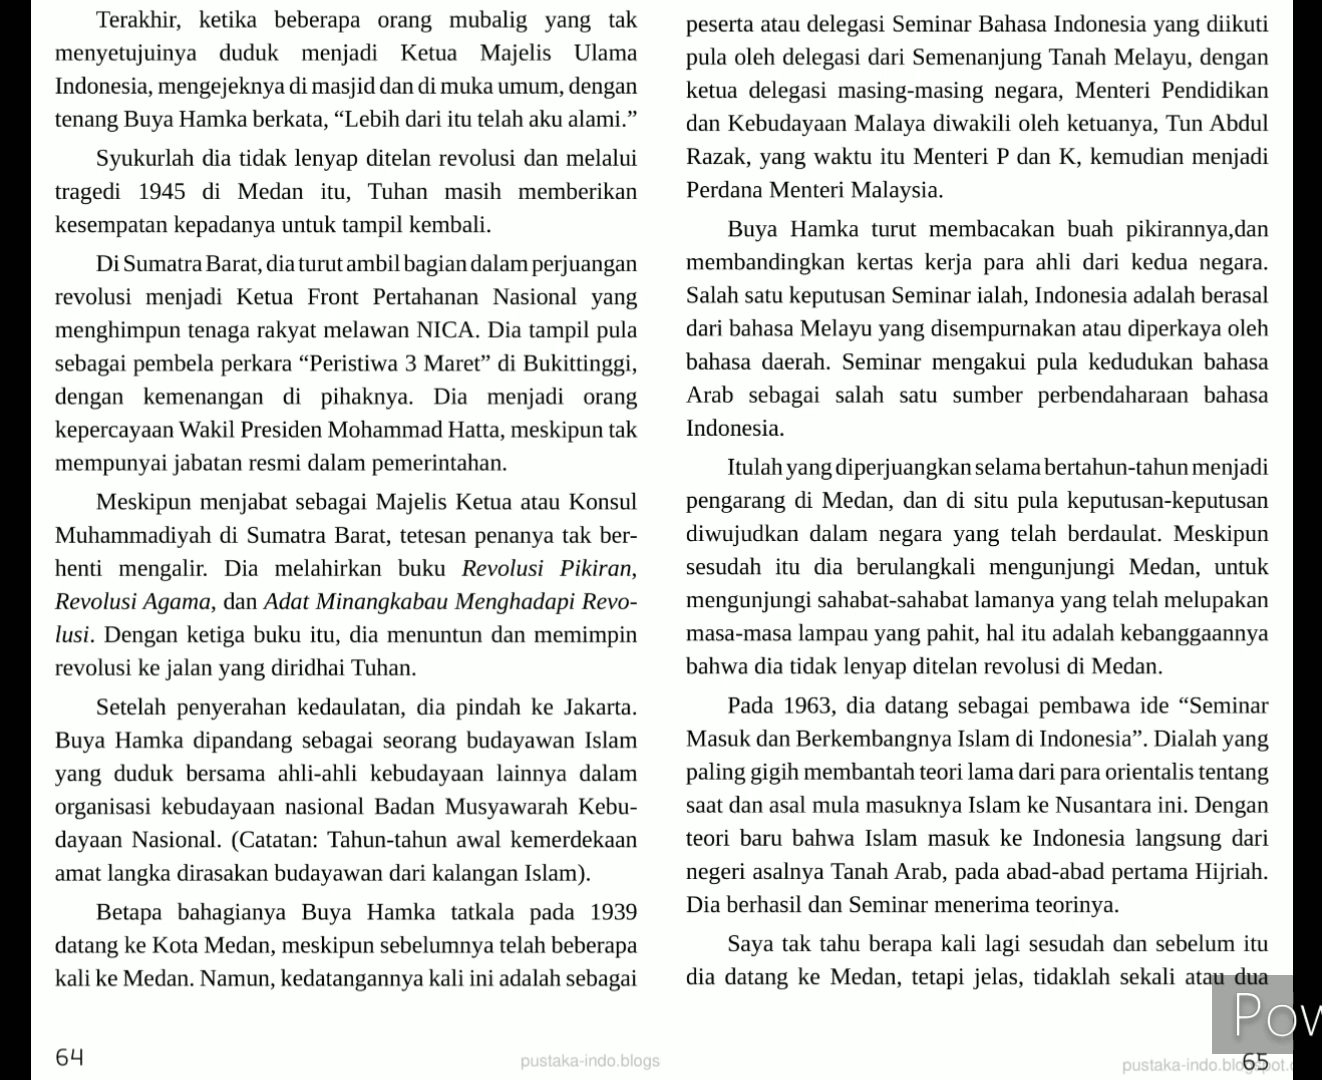 Terakhir, ketika beberapa orang mubalig yang tak
menyetujuinya duduk menjadi Ketua Majelis Ulama
Indonesia, mengejeknya di masjid dan di muka umum, dengan
tenang Buya Hamka berkata, “Lebih dari itu telah aku alami.”
Syukurlah dia tidak lenyap ditelan revolusi dan melalui
tragedi 1945 di Medan itu, Tuhan masih memberikan
kesempatan kepadanya untuk tampil kembali.
Di Sumatra Barat, dia turut ambil bagian dalam perjuangan
revolusi menjadi Ketua Front Pertahanan Nasional yang
menghimpun tenaga rakyat melawan NICA. Dia tampil pula
sebagai pembela perkara “Peristiwa 3 Maret” di Bukittinggi,
dengan kemenangan di pihaknya. Dia menjadi orang
kepercayaan Wakil Presiden Mohammad Hatta, meskipun tak
mempunyai jabatan resmi dalam pemerintahan.
Meskipun menjabat sebagai Majelis Ketua atau Konsul
Muhammadiyah di Sumatra Barat, tetesan penanya tak ber-
henti mengalir. Dia melahirkan buku Revolusi Pikiran,
Revolusi Agama, dan Adat Minangkabau Menghadapi Revo-
lusi. Dengan ketiga buku itu, dia menuntun dan memimpin
revolusi ke jalan yang diridhai Tuhan.
Setelah penyerahan kedaulatan, dia pindah ke Jakarta.
Buya Hamka dipandang sebagai seorang budayawan Islam
yang duduk bersama ahli-ahli kebudayaan lainnya dalam
organisasi kebudayaan nasional Badan Musyawarah Kebu-
dayaan Nasional. (Catatan: Tahun-tahun awal kemerdekaan
amat langka dirasakan budayawan dari kalangan Islam).
Betapa bahagianya Buya Hamka tatkala pada 1939
datang ke Kota Medan, meskipun sebelumnya telah beberapa
kali ke Medan. Namun, kedatangannya kali ini adalah sebagai
64
pustaka-indo.blogs
peserta atau delegasi Seminar Bahasa Indonesia yang diikuti
pula oleh delegasi dari Semenanjung Tanah Melayu, dengan
ketua delegasi masing-masing negara, Menteri Pendidikan
dan Kebudayaan Malaya diwakili oleh ketuanya, Tun Abdul
Razak, yang waktu itu Menteri P dan K, kemudian menjadi
Perdana Menteri Malaysia.
Buya Hamka turut membacakan buah pikirannya,dan
membandingkan kertas kerja para ahli dari kedua negara.
Salah satu keputusan Seminar ialah, Indonesia adalah berasal
dari bahasa Melayu yang disempurnakan atau diperkaya oleh
bahasa daerah. Seminar mengakui pula kedudukan bahasa
Arab sebagai salah satu sumber perbendaharaan bahasa
Indonesia.
Itulah yang diperjuangkan selama bertahun-tahun menjadi
pengarang di Medan, dan di situ pula keputusan-keputusan
diwujudkan dalam negara yang telah berdaulat. Meskipun
sesudah itu dia berulangkali mengunjungi Medan, untuk
mengunjungi sahabat-sahabat lamanya yang telah melupakan
masa-masa lampau yang pahit, hal itu adalah kebanggaannya
bahwa dia tidak lenyap ditelan revolusi di Medan.
Pada 1963, dia datang sebagai pembawa ide “Seminar
Masuk dan Berkembangnya Islam di Indonesia”. Dialah yang
paling gigih membantah teori lama dari para orientalis tentang
saat dan asal mula masuknya Islam ke Nusantara ini. Dengan
teori baru bahwa Islam masuk ke Indonesia langsung dari
negeri asalnya Tanah Arab, pada abad-abad pertama Hijriah.
Dia berhasil dan Seminar menerima teorinya.
Saya tak tahu berapa kali lagi sesudah dan sebelum itu
dia datang ke Medan, tetapi jelas, tidaklah sekali atau dua
Pow
65